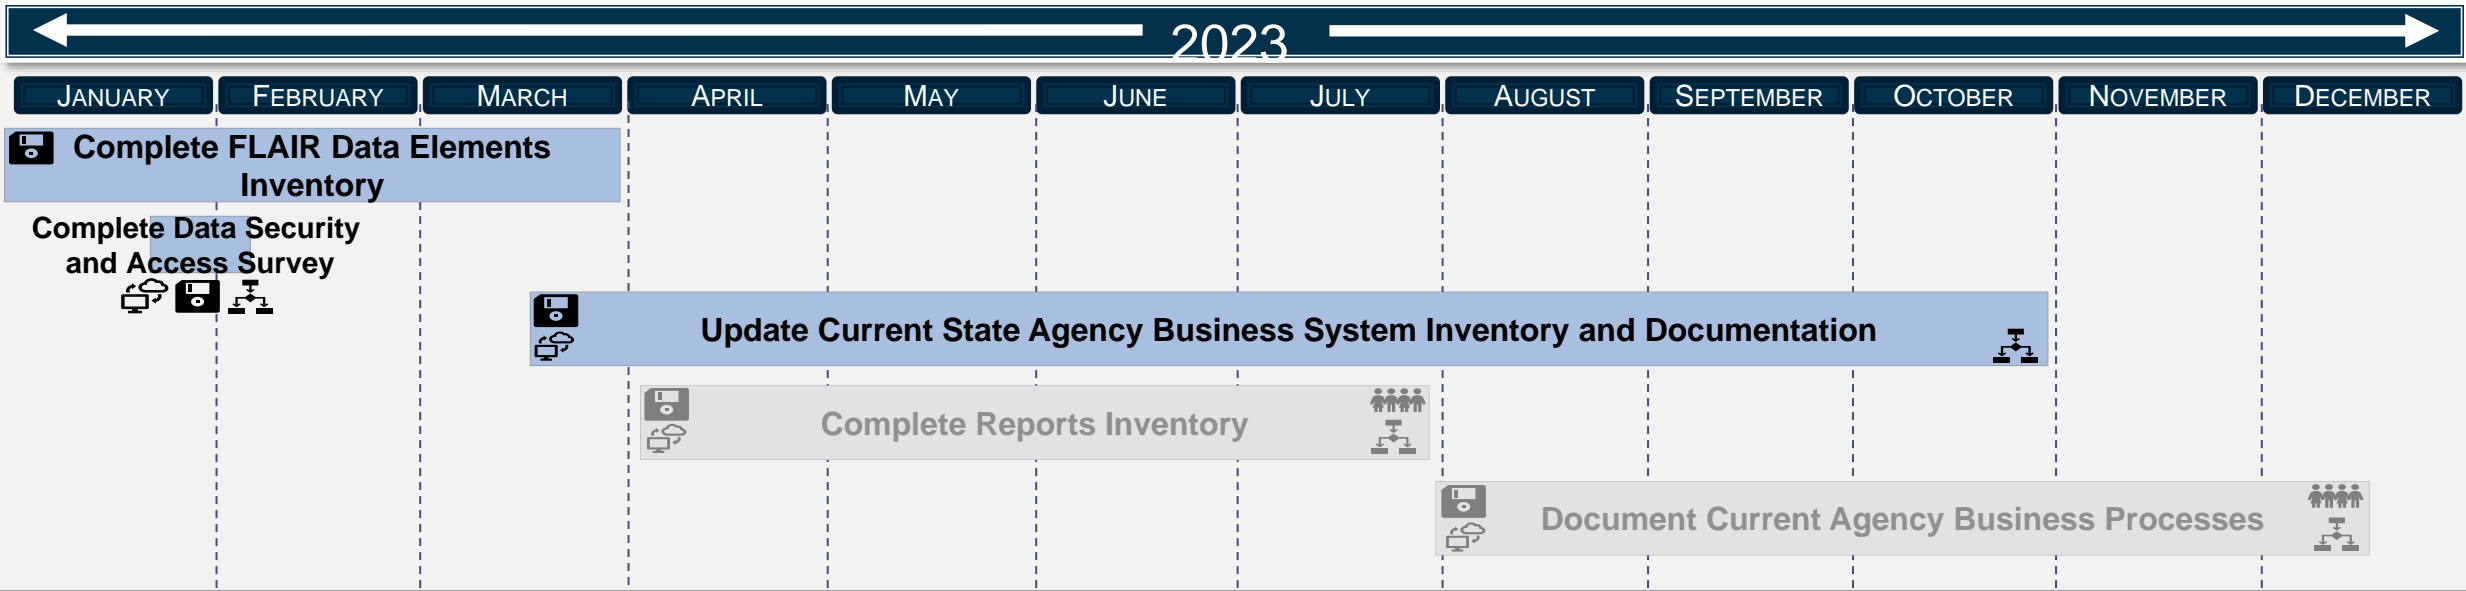 2023
JANUARY FEBRUARY MARCH APRIL MAY JUNE JULY AUGUST SEPTEMBER OCTOBER NOVEMBER DECEMBER
Complete FLAIR Data Elements
Inventory
Complete Data Security
and Access Survey
Update Current State Agency Business System Inventory and Documentation
Complete Reports Inventory
Document Current Agency Business Processes